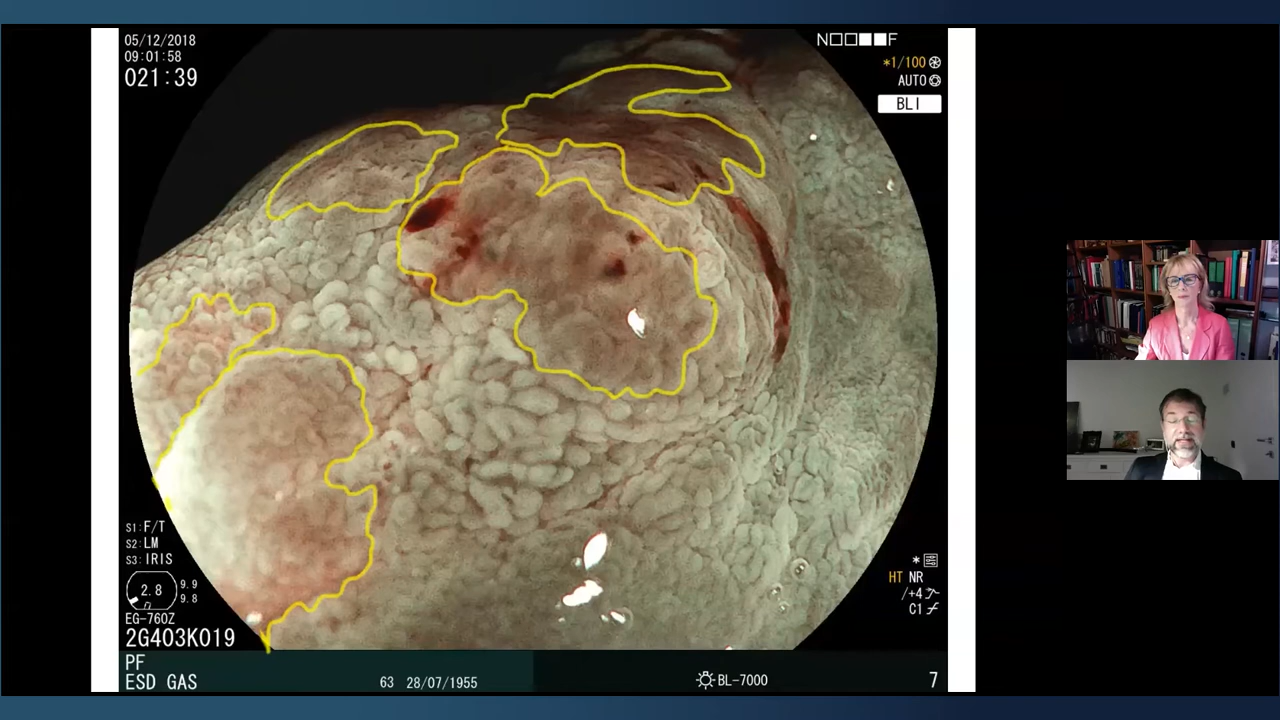 05/12/2018
09:01:58
021:39
N□□■■F
*1/100
AUTO
BLI
S1:F/T
S2:LM
S3:IRIS
2.8
9.9
9.8
EG-760Z
2G403K019
*
HT NR
/+4
C1
PF
ESD GAS
63 28/07/1955
BL-7000
7